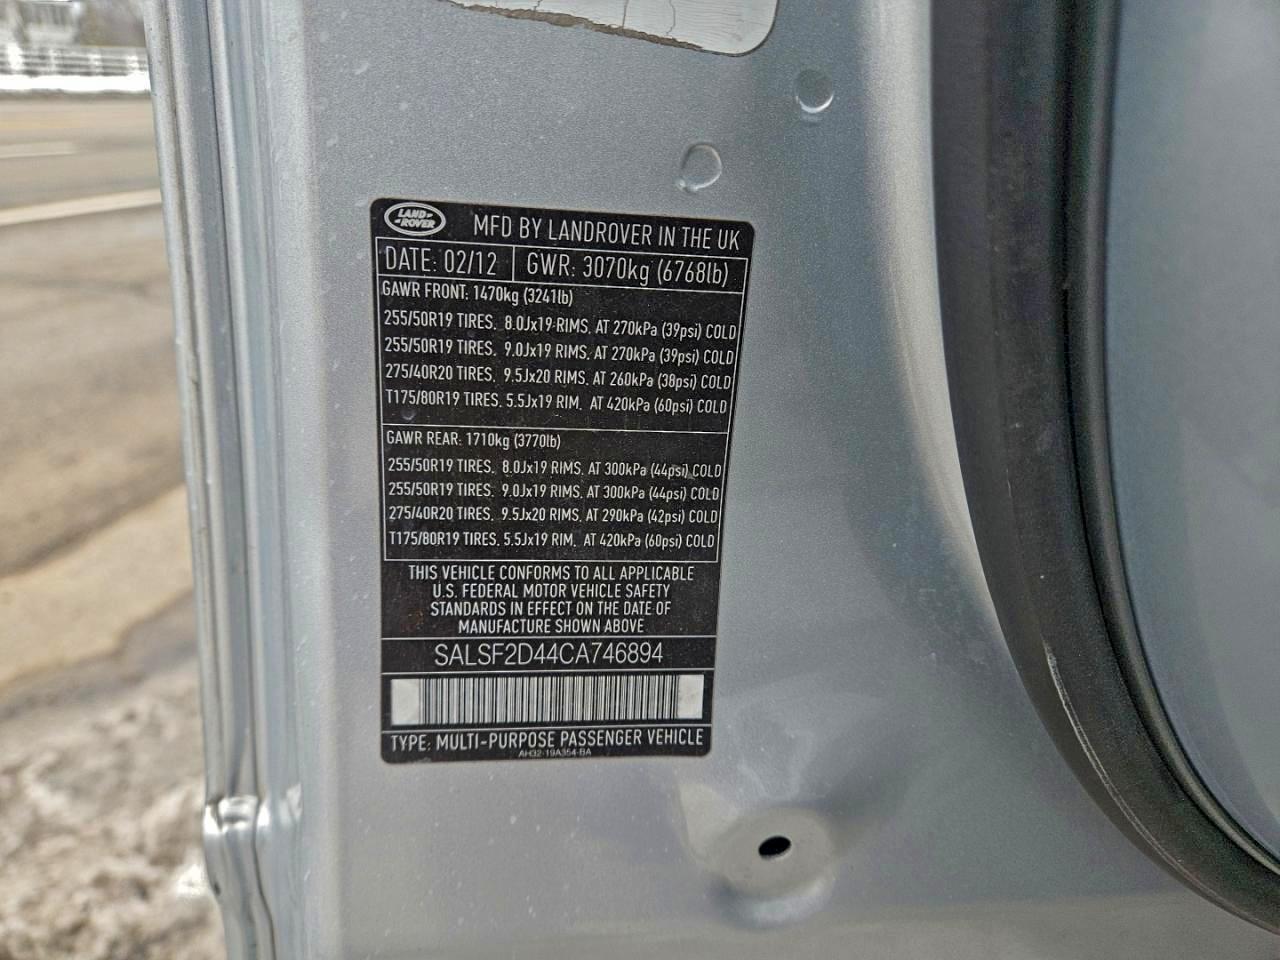 LAND-
-ROVER
MFD BY LANDROVER IN THE UK
DATE: 02/12 GWR: 3070kg (6768lb)
GAWR FRONT: 1470kg (3241lb)
255/50R19 TIRES, 8.0Jx19 RIMS, AT 270kPa (39psi) COLD
255/50R19 TIRES, 9.0Jx19 RIMS, AT 270kPa (39psi) COLD
275/40R20 TIRES, 9.5Jx20 RIMS, AT 260kPa (38psi) COLD
T175/80R19 TIRES, 5.5Jx19 RIM, AT 420kPa (60psi) COLD
GAWR REAR: 1710kg (3770lb)
255/50R19 TIRES, 8.0Jx19 RIMS, AT 300kPa (44psi) COLD
255/50R19 TIRES, 9.0Jx19 RIMS, AT 300kPa (44psi) COLD
275/40R20 TIRES, 9.5Jx20 RIMS, AT 290kPa (42psi) COLD
T175/80R19 TIRES, 5.5Jx19 RIM, AT 420kPa (60psi) COLD
THIS VEHICLE CONFORMS TO ALL APPLICABLE
U.S. FEDERAL MOTOR VEHICLE SAFETY
STANDARDS IN EFFECT ON THE DATE OF
MANUFACTURE SHOWN ABOVE
SALSF2D44CA746894
TYPE: MULTI-PURPOSE PASSENGER VEHICLE
AH32-19A354-BA